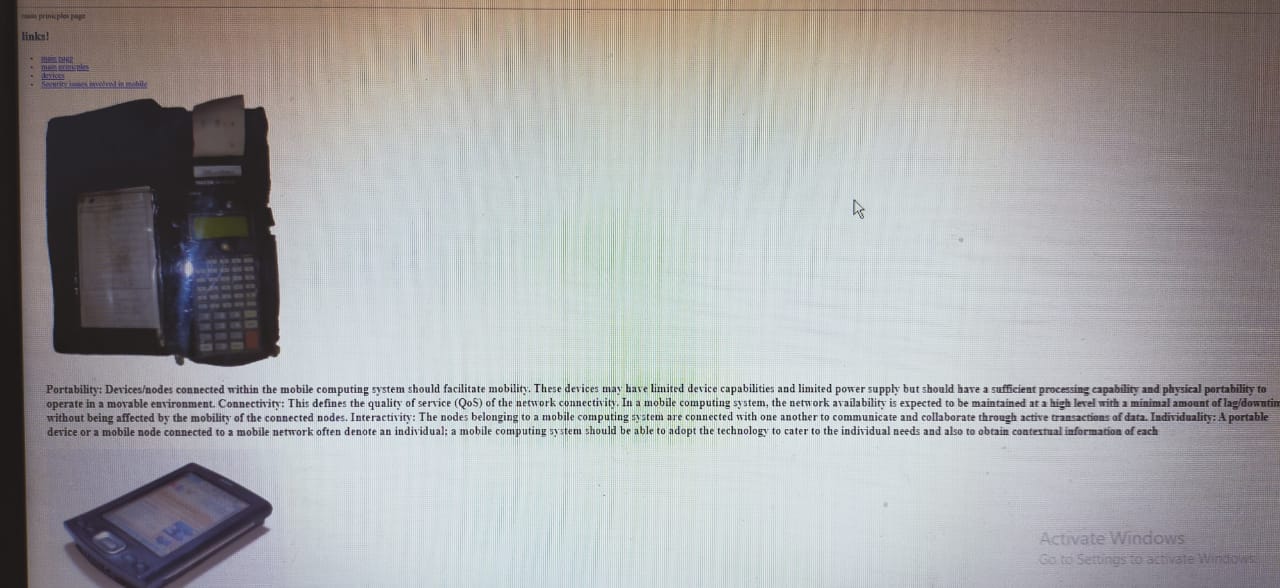 main principles page
links!
main page
main principles
devices
Security issues involved in mobile
Portability: Devices/nodes connected within the mobile computing system should facilitate mobility. These devices may have limited device capabilities and limited power supply but should have a sufficient processing capability and physical portability to
operate in a movable environment. Connectivity: This defines the quality of service (QoS) of the network connectivity. In a mobile computing system, the network availability is expected to be maintained at a high level with a minimal amount of lag/downtim
without being affected by the mobility of the connected nodes. Interactivity: The nodes belonging to a mobile computing system are connected with one another to communicate and collaborate through active transactions of data. Individuality: A portable
device or a mobile node connected to a mobile network often denote an individual; a mobile computing system should be able to adopt the technology to cater to the individual needs and also to obtain contextual information of each
Activate Windows
Go to Settings to activate Windows.